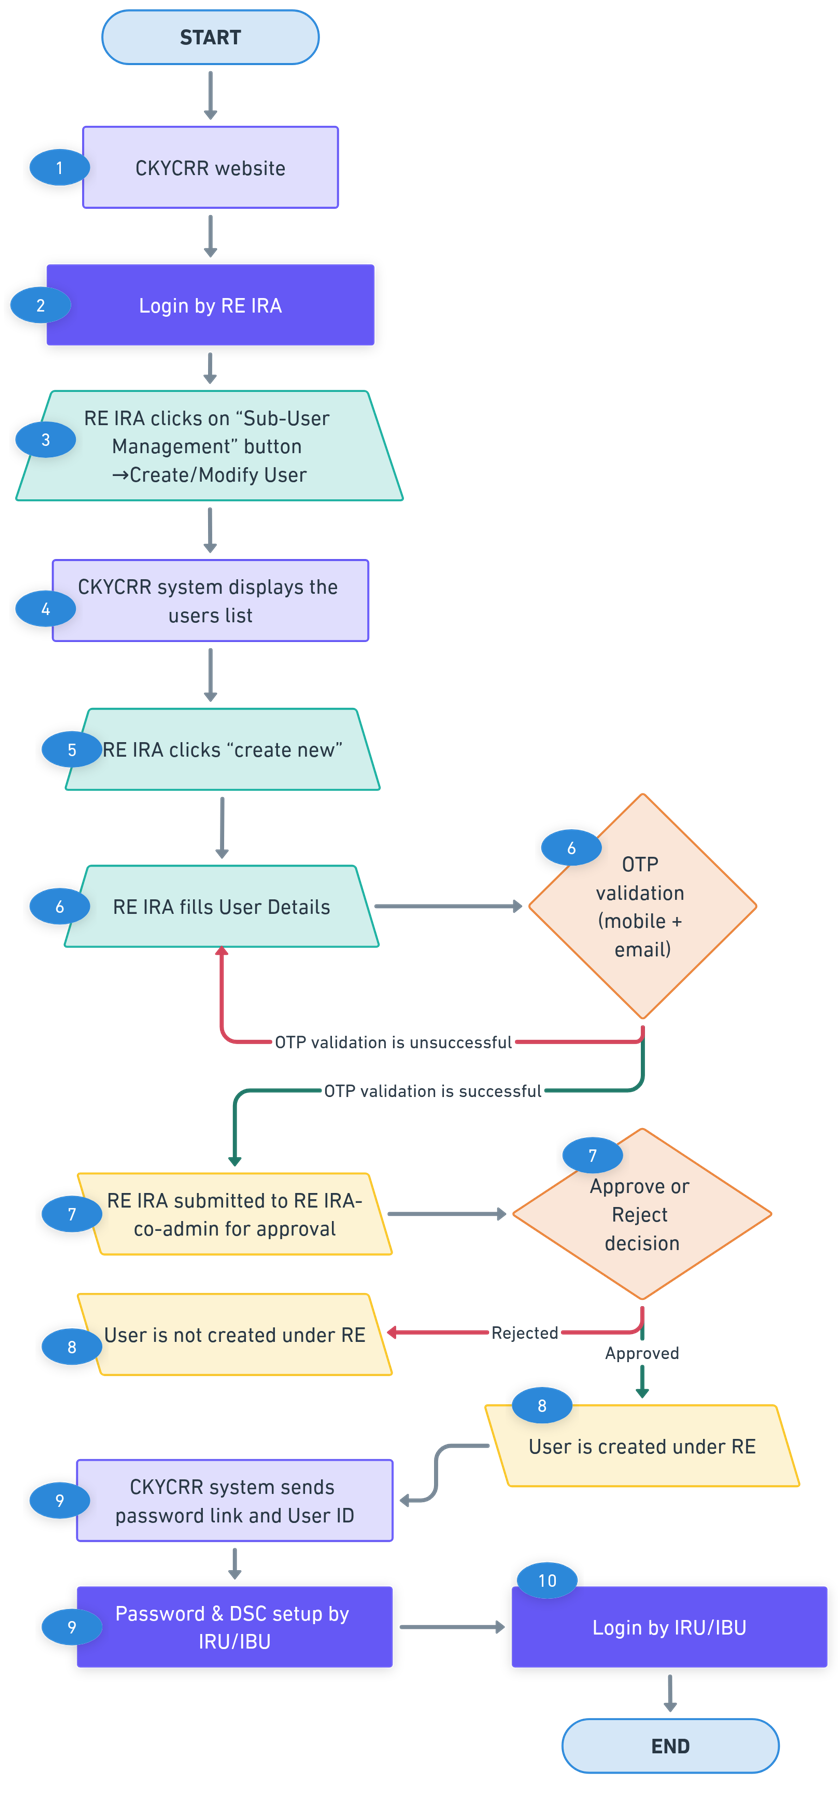 START
1
CKYCRR website
2
Login by RE IRA
3
RE IRA clicks on “Sub-User
Management” button
→Create/Modify User
4
CKYCRR system displays the
users list
5
RE IRA clicks “create new”
6
RE IRA fills User Details
6
OTP
validation
(mobile +
email)
OTP validation is unsuccessful
OTP validation is successful
7
RE IRA submitted to RE IRA-
co-admin for approval
7
Approve or
Reject
decision
Rejected
Approved
8
User is not created under RE
8
User is created under RE
9
CKYCRR system sends
password link and User ID
9
Password & DSC setup by
IRU/IBU
10
Login by IRU/IBU
END